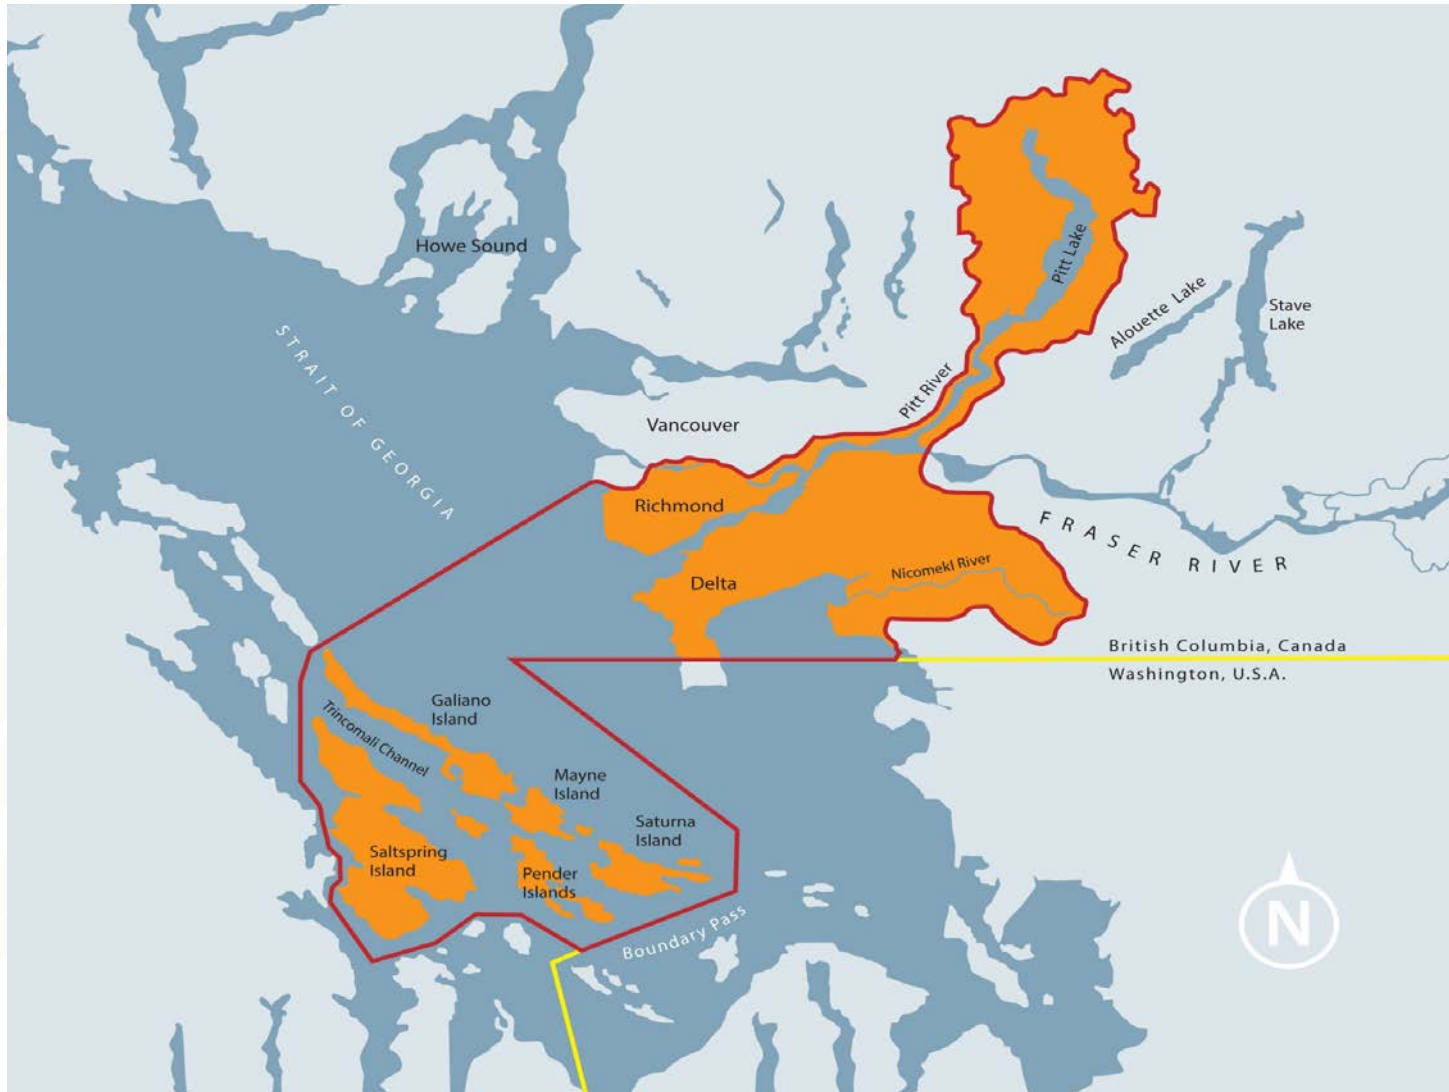 Howe Sound
Pitt Lake
Alouette Lake
Stave
Lake
STRAIT OF GEORGIA
Pitt River
Vancouver
Richmond
FRASER RIVER
Nicomekl River
Delta
British Columbia, Canada
Washington, U.S.A.
Galiano
Island
Trincomali Channel
Mayne
Island
Saturna
Island
Saltspring
Island
Pender
Islands
Boundary Pass
N